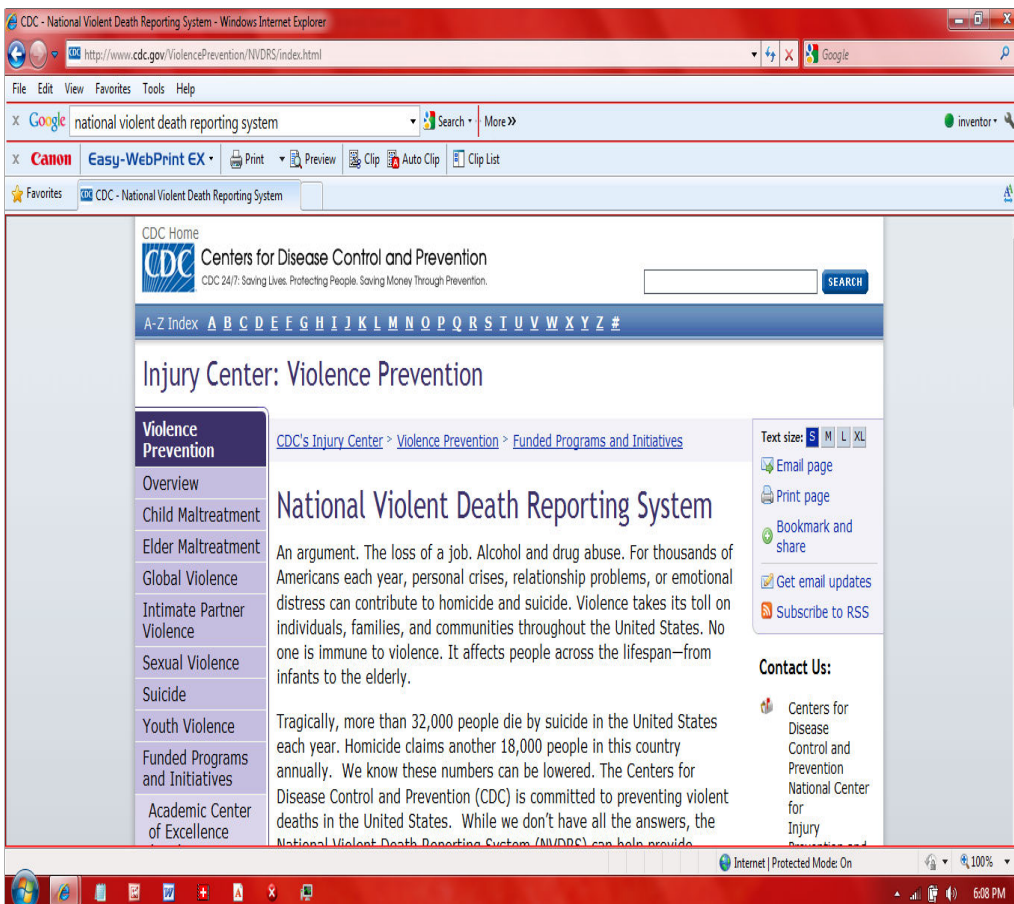 CDC - National Violent Death Reporting System - Windows Internet Explorer
http://www.cdc.gov/ViolencePrevention/NVDRS/index.html
Google
File Edit View Favorites Tools Help
x Google national violent death reporting system Search More >> inventor
x Canon Easy-WebPrint EX Print Preview Clip Auto Clip Clip List
Favorites CDC - National Violent Death Reporting System
CDC Home
CDC Centers for Disease Control and Prevention
CDC 24/7: Saving Lives. Protecting People. Saving Money Through Prevention.
SEARCH
A-Z Index A B C D E F G H I J K L M N O P Q R S T U V W X Y Z #
Injury Center: Violence Prevention
Violence
Prevention
Overview
Child Maltreatment
Elder Maltreatment
Global Violence
Intimate Partner
Violence
Sexual Violence
Suicide
Youth Violence
Funded Programs
and Initiatives
Academic Center
of Excellence
CDC's Injury Center > Violence Prevention > Funded Programs and Initiatives
National Violent Death Reporting System
An argument. The loss of a job. Alcohol and drug abuse. For thousands of
Americans each year, personal crises, relationship problems, or emotional
distress can contribute to homicide and suicide. Violence takes its toll on
individuals, families, and communities throughout the United States. No
one is immune to violence. It affects people across the lifespan—from
infants to the elderly.
Tragically, more than 32,000 people die by suicide in the United States
each year. Homicide claims another 18,000 people in this country
annually. We know these numbers can be lowered. The Centers for
Disease Control and Prevention (CDC) is committed to preventing violent
deaths in the United States. While we don't have all the answers, the
National Violent Death Reporting System (NVDRS) can help provide
Text size: S M L XL
Email page
Print page
Bookmark and
share
Get email updates
Subscribe to RSS
Contact Us:
Centers for
Disease
Control and
Prevention
National Center
for
Injury
Prevention and
Internet | Protected Mode: On 100%
6:08 PM